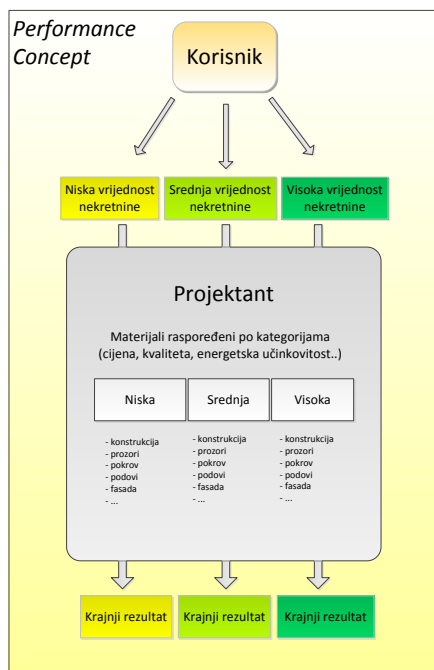 Performance
Concept
Korisnik
Niska vrijednost
nekretnine
Srednja vrijednost
nekretnine
Visoka vrijednost
nekretnine
Projektant
Materijali raspoređeni po kategorijama
(cijena, kvaliteta, energetska učinkovitost..)
Niska
Srednja
Visoka
- konstrukcija
- prozori
- pokrov
- podovi
- fasada
- ...
- konstrukcija
- prozori
- pokrov
- podovi
- fasada
- ...
- konstrukcija
- prozori
- pokrov
- podovi
- fasada
- ...
Krajnji rezultat
Krajnji rezultat
Krajnji rezultat